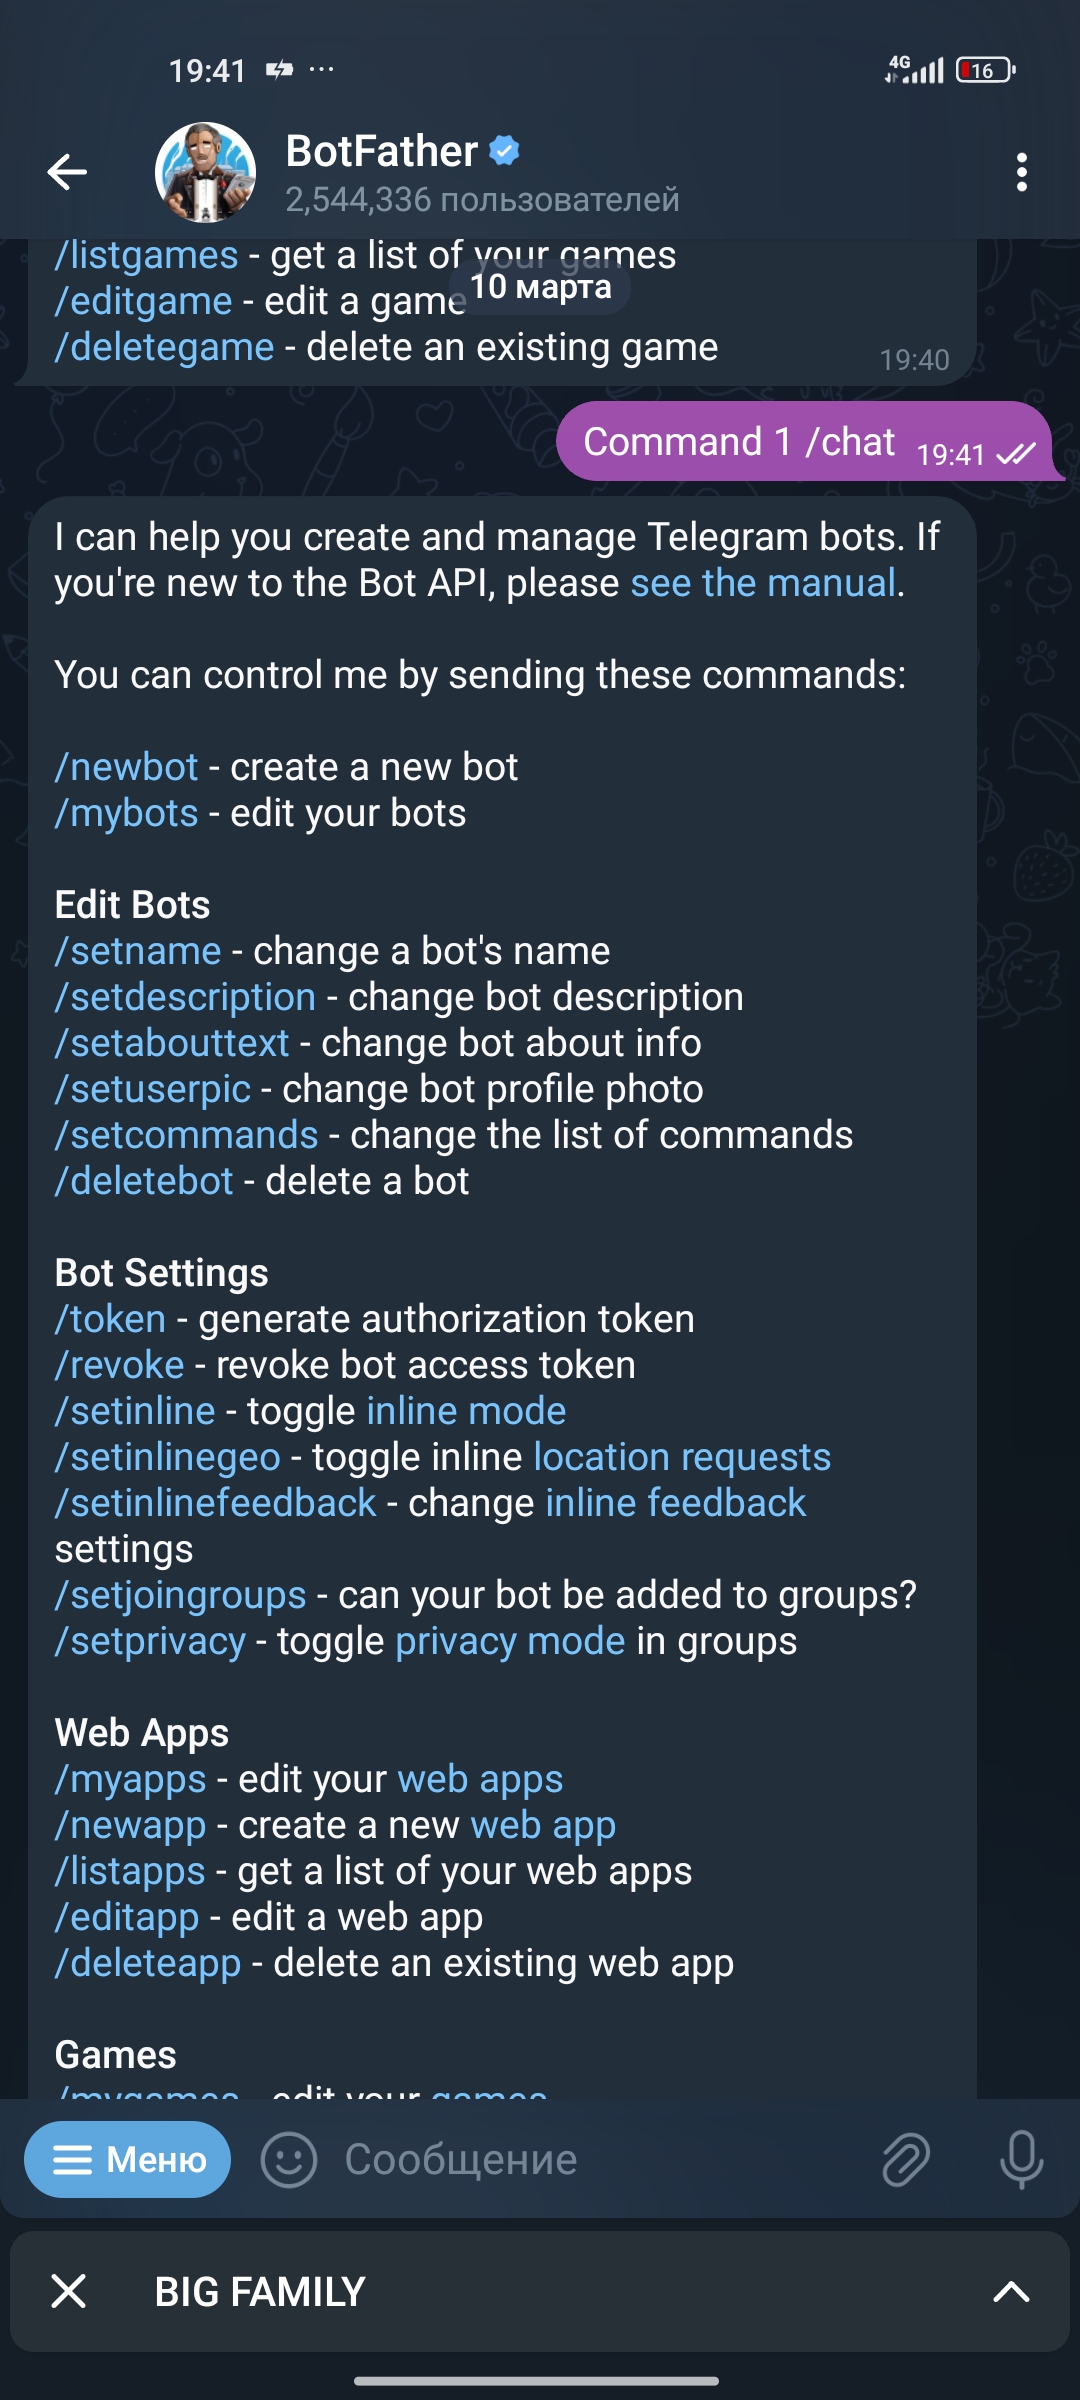 19:41
4G
16
BotFather
2,544,336 пользователей
/listgames - get a list of your games
10 марта
/editgame - edit a game
/deletegame - delete an existing game
19:40
Command 1 /chat 19:41
I can help you create and manage Telegram bots. If
you're new to the Bot API, please see the manual.
You can control me by sending these commands:
/newbot - create a new bot
/mybots - edit your bots
Edit Bots
/setname - change a bot's name
/setdescription - change bot description
/setabouttext - change bot about info
/setuserpic - change bot profile photo
/setcommands - change the list of commands
/deletebot - delete a bot
Bot Settings
/token - generate authorization token
/revoke - revoke bot access token
/setinline - toggle inline mode
/setinlinegeo - toggle inline location requests
/setinlinefeedback - change inline feedback
settings
/setjoingroups - can your bot be added to groups?
/setprivacy - toggle privacy mode in groups
Web Apps
/myapps - edit your web apps
/newapp - create a new web app
/listapps - get a list of your web apps
/editapp - edit a web app
/deleteapp - delete an existing web app
Games
/mygames - edit your games
Меню
Сообщение
BIG FAMILY